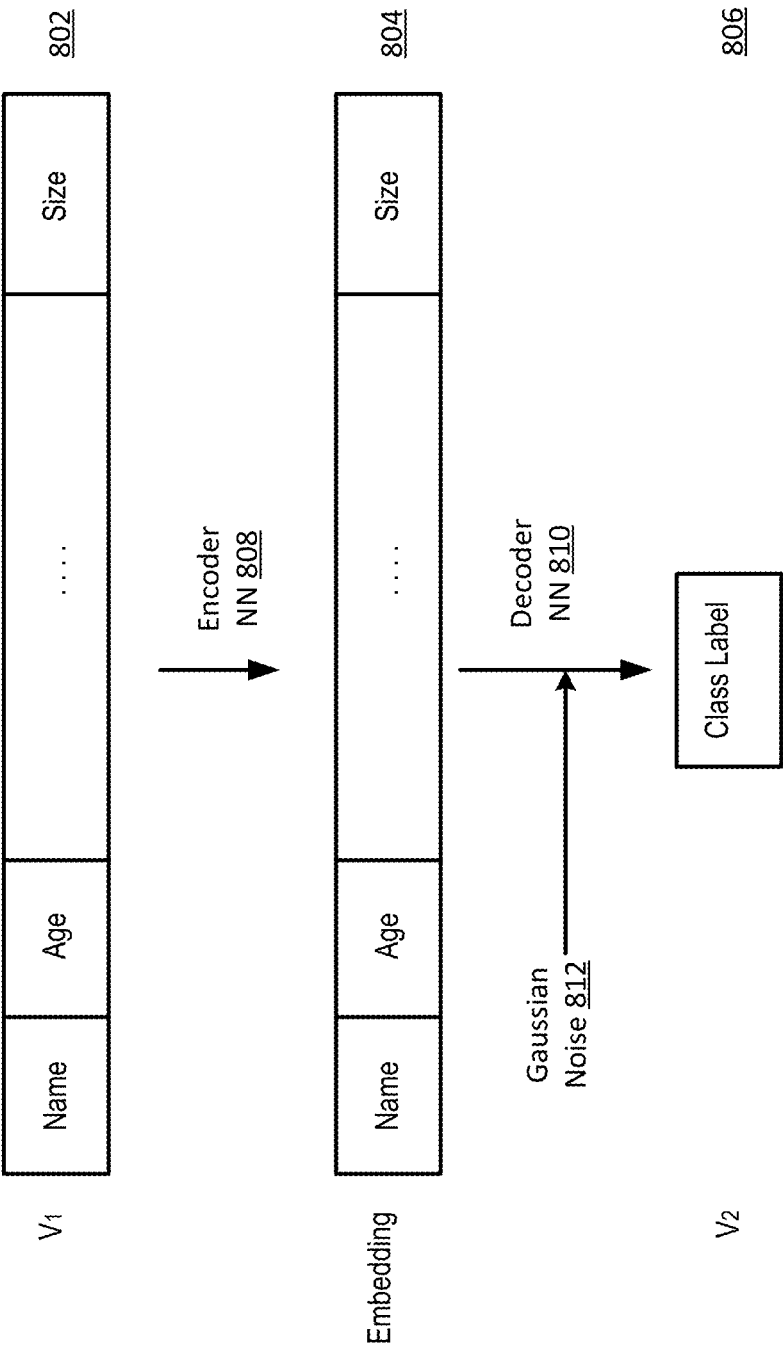 V1
Name
Age
....
Size
802
Encoder
NN 808
Embedding
Name
Age
....
Size
804
Gaussian
Noise 812
Decoder
NN 810
V2
Class Label
806